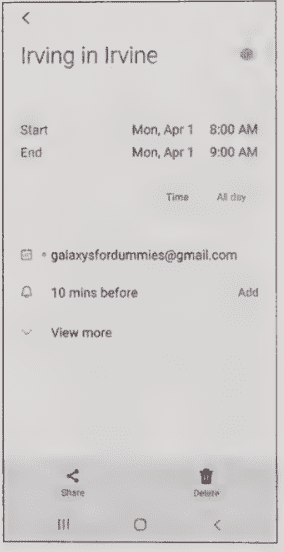 Irving in Irvine
Start Mon, Apr 1 8:00 AM
End Mon, Apr 1 9:00 AM
Time All day
galaxysfordummies@gmail.com
10 mins before Add
View more
Share Delete